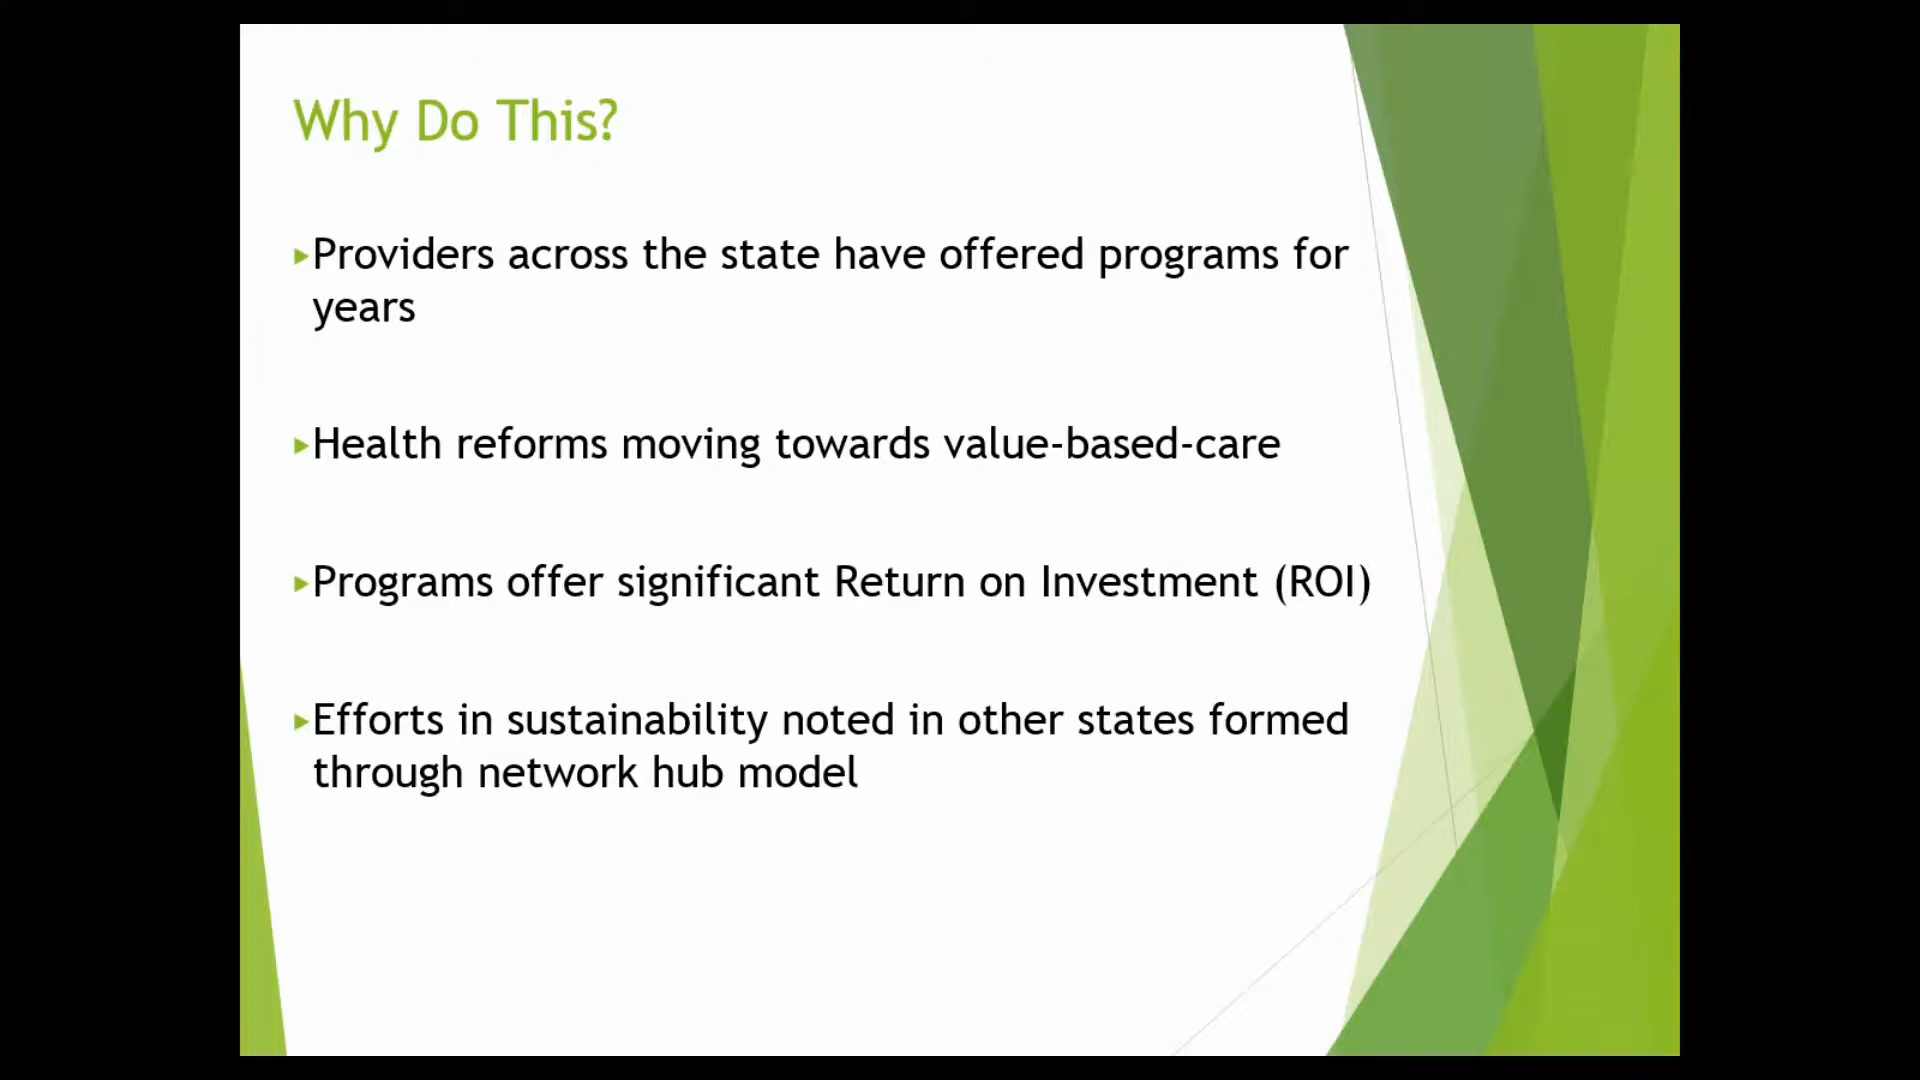 Why Do This?
Providers across the state have offered programs for
years
Health reforms moving towards value-based-care
Programs offer significant Return on Investment (ROI)
Efforts in sustainability noted in other states formed
through network hub model